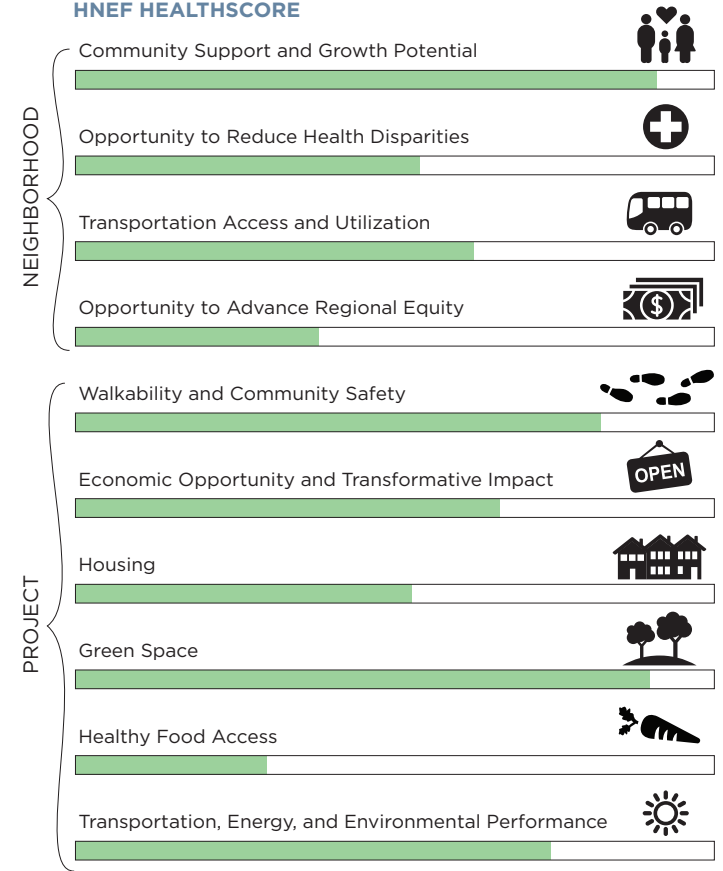 HNEF HEALTHSCORE
NEIGHBORHOOD
Community Support and Growth Potential
Opportunity to Reduce Health Disparities
Transportation Access and Utilization
Opportunity to Advance Regional Equity
$
PROJECT
Walkability and Community Safety
Economic Opportunity and Transformative Impact
OPEN
Housing
Green Space
Healthy Food Access
Transportation, Energy, and Environmental Performance